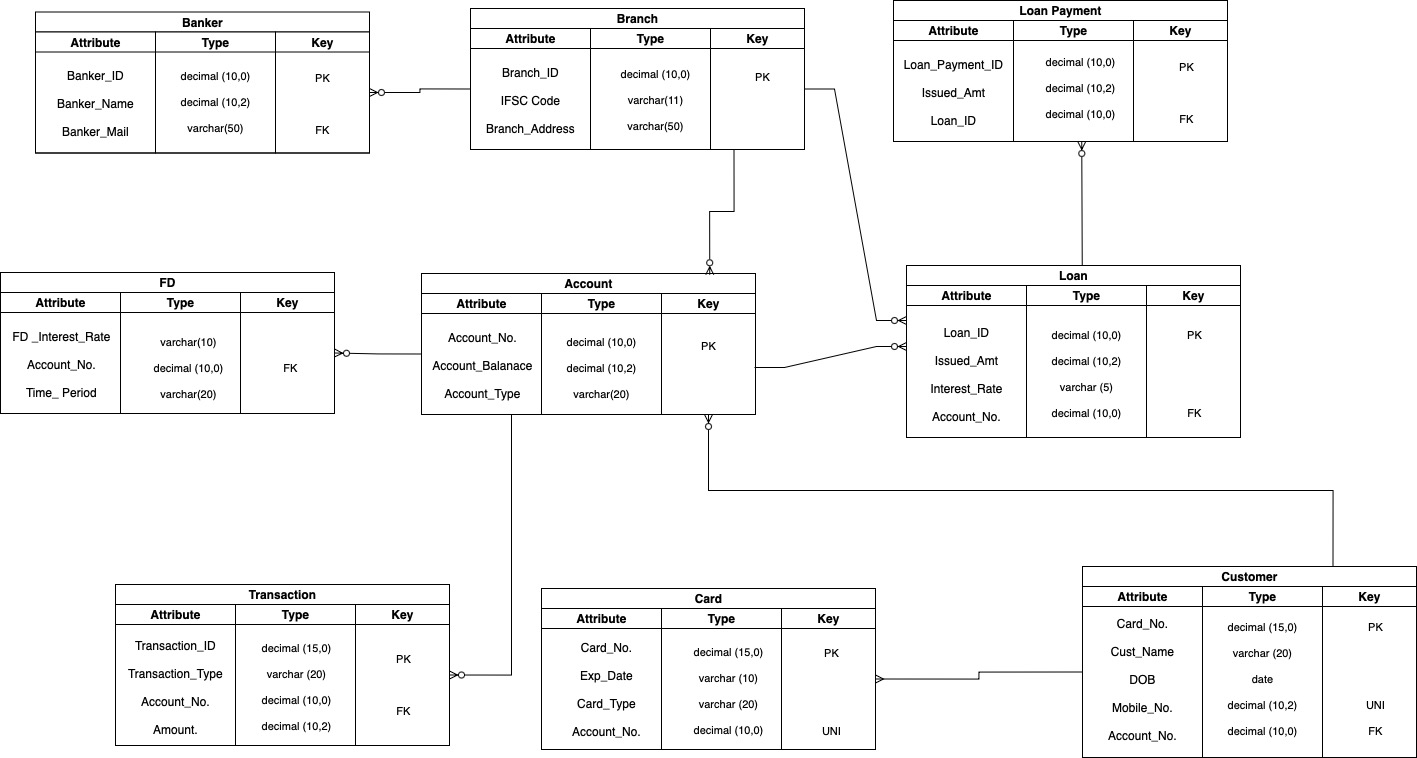 Banker
Attribute Type Key
Banker_ID decimal (10,0) PK
Banker_Name decimal (10,2)
Banker_Mail varchar(50) FK
Branch
Attribute Type Key
Branch_ID decimal (10,0) PK
IFSC Code varchar(11)
Branch_Address varchar(50)
Loan Payment
Attribute Type Key
Loan_Payment_ID decimal (10,0) PK
Issued_Amt decimal (10,2)
Loan_ID decimal (10,0) FK
FD
Attribute Type Key
FD _Interest_Rate varchar(10)
Account_No. decimal (10,0) FK
Time_ Period varchar(20)
Account
Attribute Type Key
Account_No. decimal (10,0) PK
Account_Balanace decimal (10,2)
Account_Type varchar(20)
Loan
Attribute Type Key
Loan_ID decimal (10,0) PK
Issued_Amt decimal (10,2)
Interest_Rate varchar (5)
Account_No. decimal (10,0) FK
Transaction
Attribute Type Key
Transaction_ID decimal (15,0) PK
Transaction_Type varchar (20)
Account_No. decimal (10,0) FK
Amount. decimal (10,2)
Card
Attribute Type Key
Card_No. decimal (15,0) PK
Exp_Date varchar (10)
Card_Type varchar (20)
Account_No. decimal (10,0) UNI
Customer
Attribute Type Key
Card_No. decimal (15,0) PK
Cust_Name varchar (20)
DOB date
Mobile_No. decimal (10,2) UNI
Account_No. decimal (10,0) FK